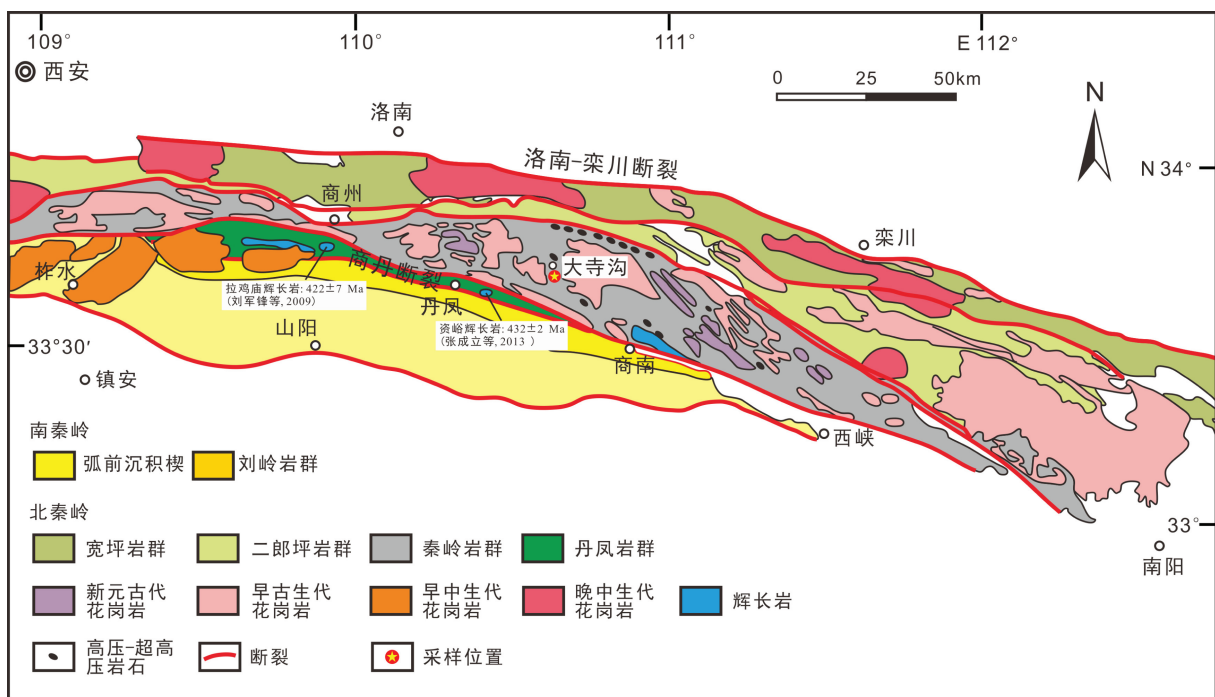 109°
110°
111°
E 112°
西安
0
25
50km
N
洛南
洛南-栾川断裂
N 34°
商州
栾川
大寺沟
柞水
商丹断裂
拉鸡庙辉长岩: 422±7 Ma
(刘军锋等, 2009)
丹凤
资峪辉长岩: 432±2 Ma
(张成立等, 2013 )
山阳
33°30′
商南
镇安
西峡
33°
南阳
南秦岭
弧前沉积楔
刘岭岩群
北秦岭
宽坪岩群
二郎坪岩群
秦岭岩群
丹凤岩群
新元古代
花岗岩
早古生代
花岗岩
早中生代
花岗岩
晚中生代
花岗岩
辉长岩
高压-超高
压岩石
断裂
采样位置